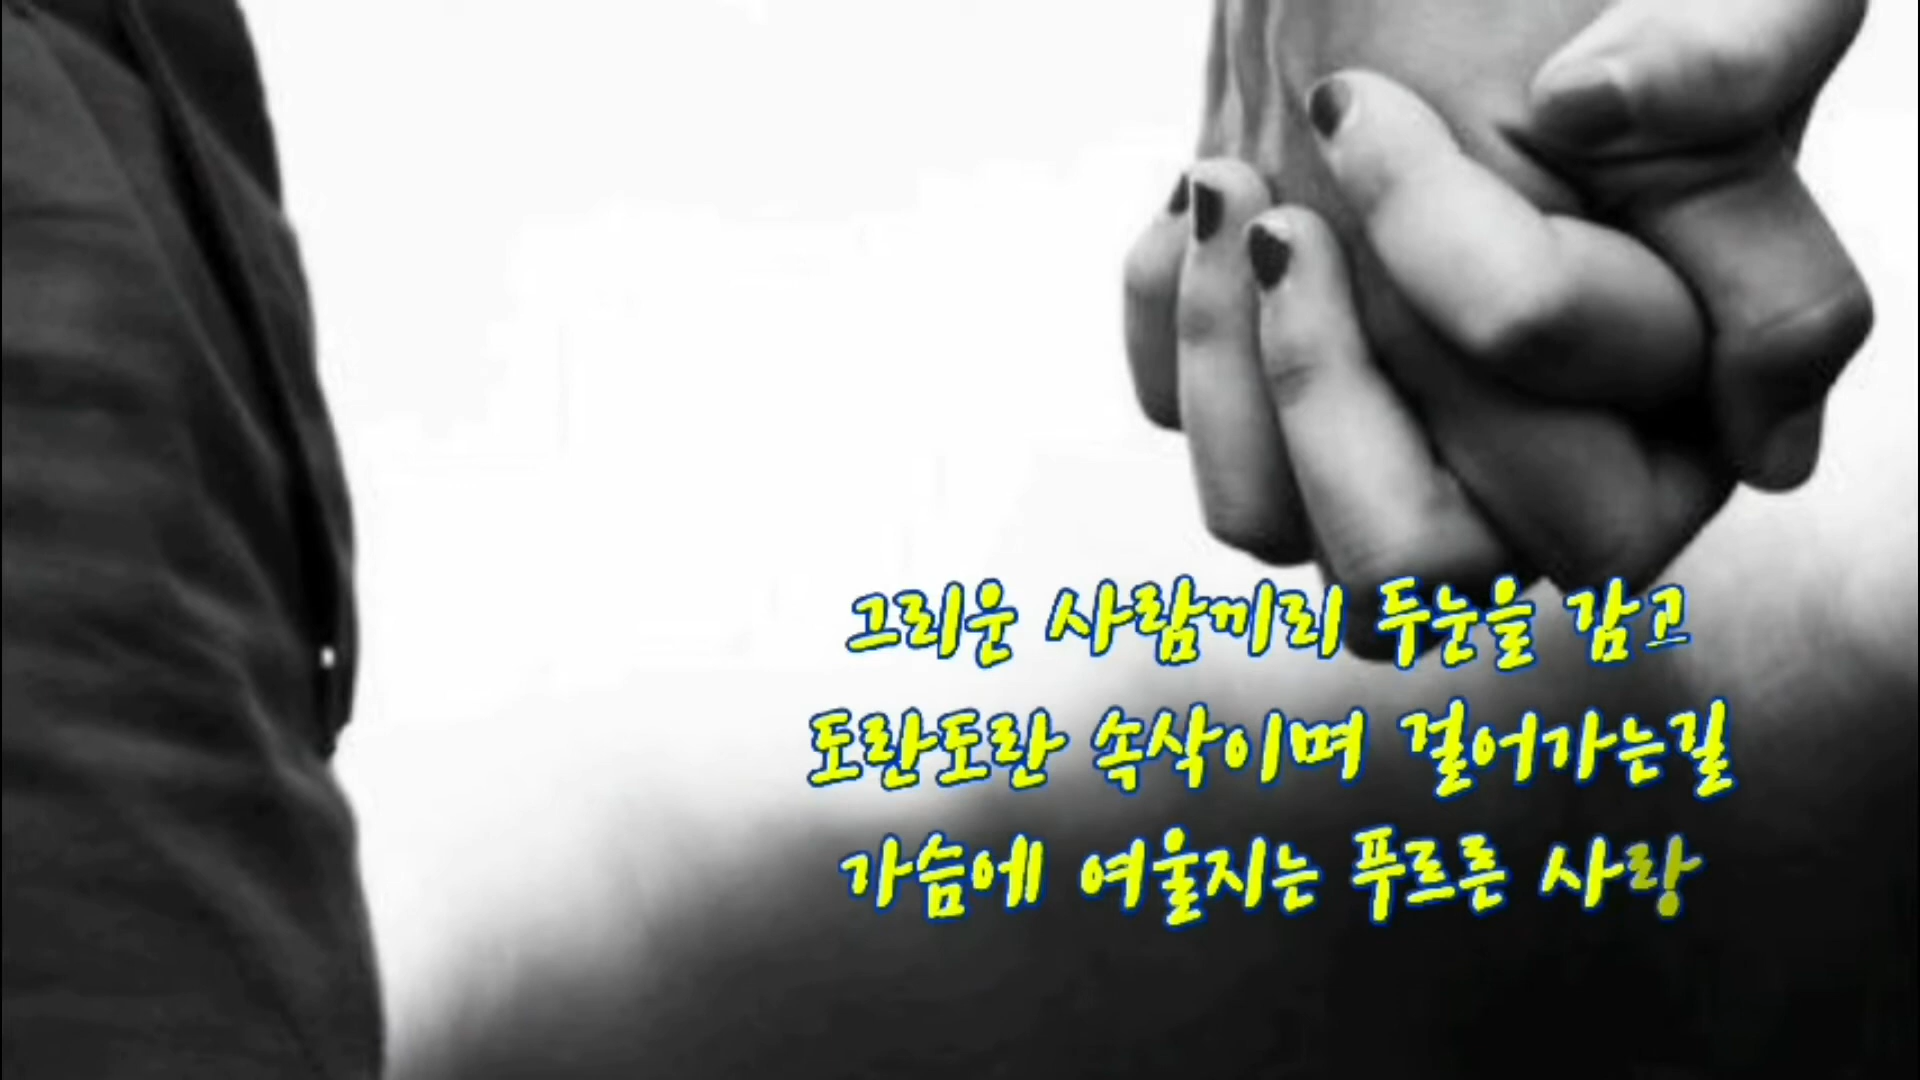 그리운 사람끼리 두눈을 감고
도란도란 속삭이며 걸어가는길
가슴에 여울지는 푸르른 사랑